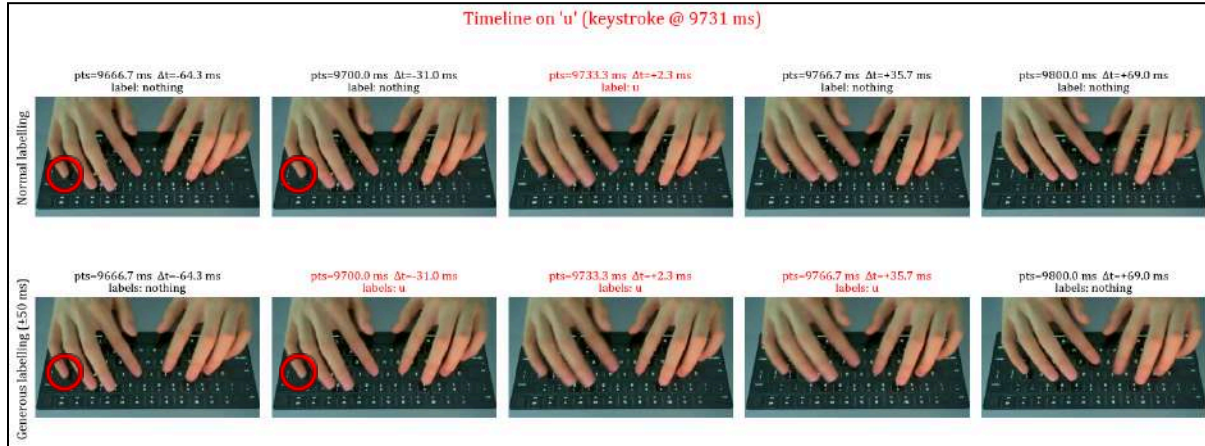 Timeline on 'u' (keystroke @ 9731 ms)
Normal labelling
pts=9666.7 ms Δt=-64.3 ms
label: nothing
pts=9700.0 ms Δt=-31.0 ms
label: nothing
pts=9733.3 ms Δt=+2.3 ms
label: u
pts=9766.7 ms Δt=+35.7 ms
label: nothing
pts=9800.0 ms Δt=+69.0 ms
label: nothing
Generous labelling (±50 ms)
pts=9666.7 ms Δt=-64.3 ms
labels: nothing
pts=9700.0 ms Δt=-31.0 ms
labels: u
pts=9733.3 ms Δt=+2.3 ms
labels: u
pts=9766.7 ms Δt=+35.7 ms
labels: u
pts=9800.0 ms Δt=+69.0 ms
labels: nothing